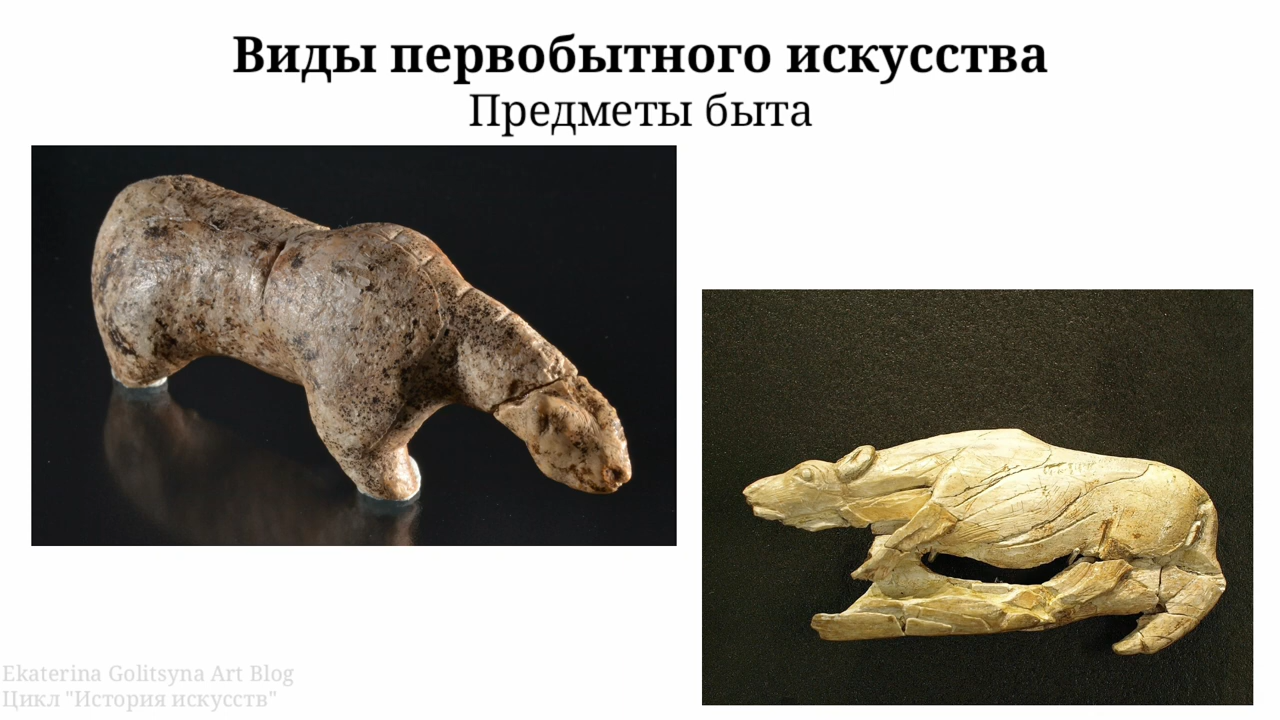 Виды первобытного искусства
Предметы быта
Ekaterina Golitsyna Art Blog
Цикл "История искусств"